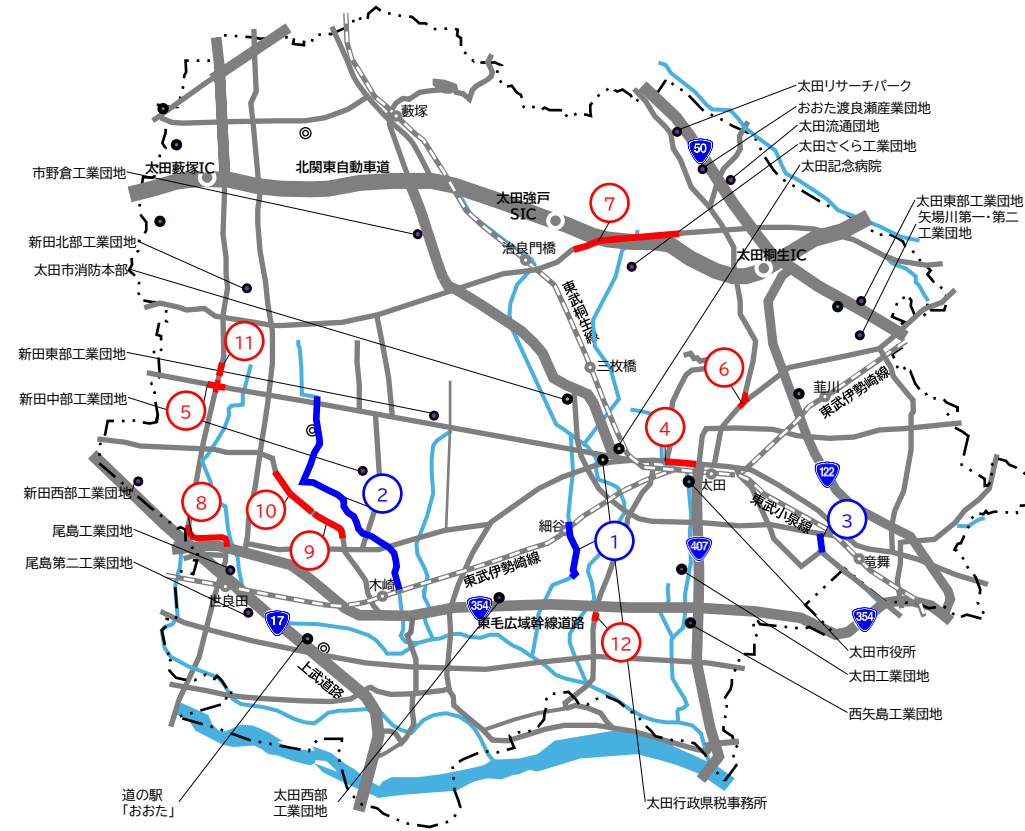 太田リサーチパーク
おおた渡良瀬産業団地
太田流通団地
太田さくら工業団地
太田記念病院
藪塚
50
太田藪塚IC
北関東自動車道
市野倉工業団地
太田強戸
SIC
7
太田東部工業団地
矢場川第一・第二
工業団地
新田北部工業団地
治良門橋
太田桐生IC
太田市消防本部
東武桐生線
11
新田東部工業団地
三枚橋
6
韮川
東武伊勢崎線
新田中部工業団地
5
4
122
太田
新田西部工業団地
2
8
10
東武小泉線
3
尾島工業団地
細谷
1
9
407
竜舞
尾島第二工業団地
東武伊勢崎線
木崎
世良田
354
354
17
東毛広域幹線道路
12
太田市役所
上武道路
太田工業団地
西矢島工業団地
道の駅
「おおた」
太田西部
工業団地
太田行政県税事務所